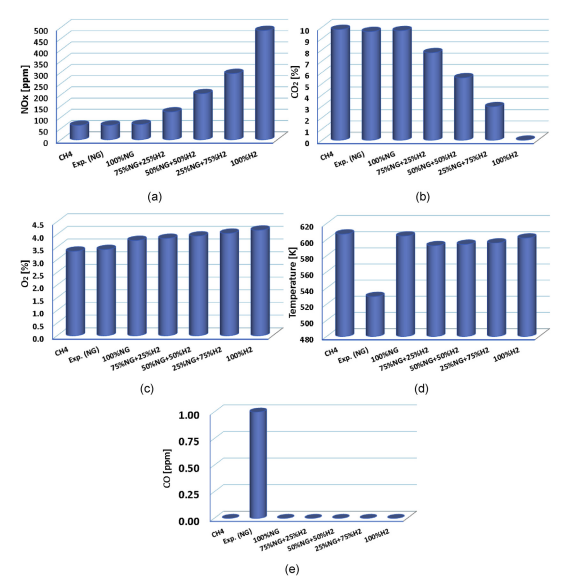 500
450
400
350
300
250
200
150
100
50
0
NOx [ppm]
CH4
Exp. (NG)
100%NG
75%NG+25%H2
50%NG+50%H2
25%NG+75%H2
100%H2
(a)
10
9
8
7
6
5
4
3
2
1
0
CO2 [%]
CH4
Exp. (NG)
100%NG
75%NG+25%H2
50%NG+50%H2
25%NG+75%H2
100%H2
(b)
4.5
4.0
3.5
3.0
2.5
2.0
1.5
1.0
0.5
0.0
O2 [%]
CH4
Exp. (NG)
100%NG
75%NG+25%H2
50%NG+50%H2
25%NG+75%H2
100%H2
(c)
620
600
580
560
540
520
500
480
Temperature [K]
CH4
Exp. (NG)
100%NG
75%NG+25%H2
50%NG+50%H2
25%NG+75%H2
100%H2
(d)
1.00
0.75
0.50
0.25
0.00
CO [ppm]
CH4
Exp. (NG)
100%NG
75%NG+25%H2
50%NG+50%H2
25%NG+75%H2
100%H2
(e)